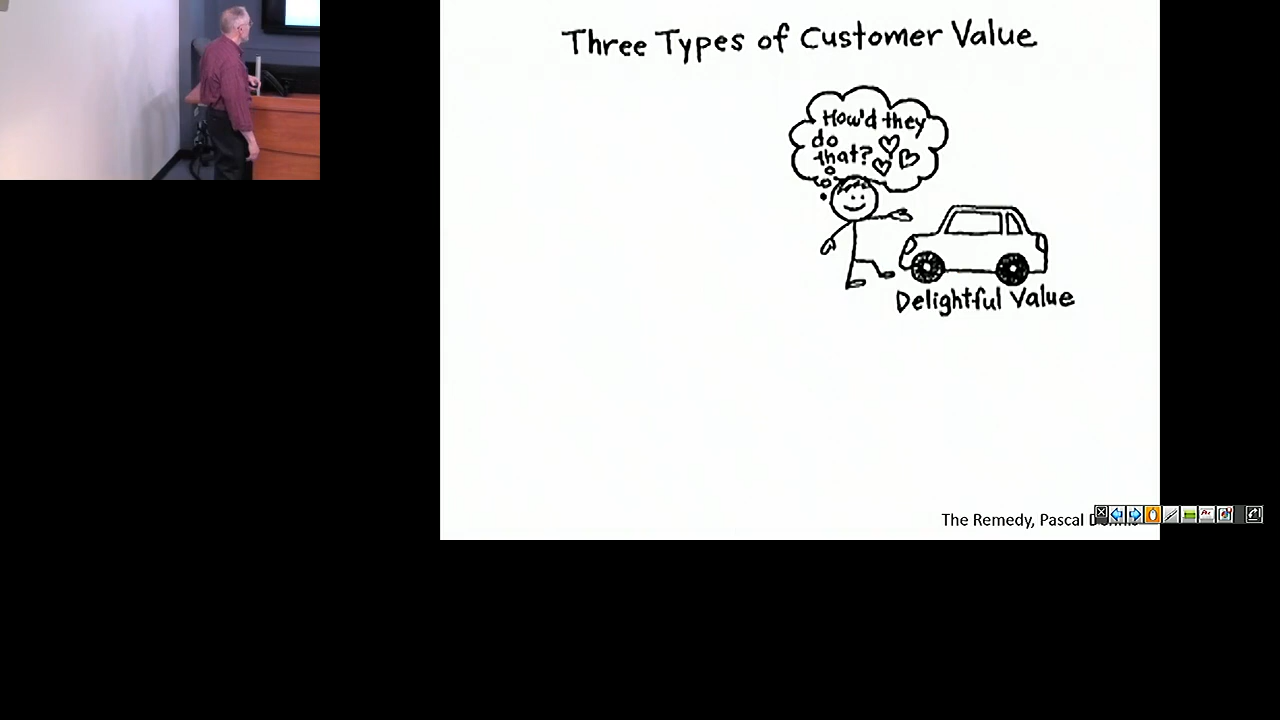 Three Types of Customer Value
How'd they
do
that?
Delightful Value
The Remedy, Pascal